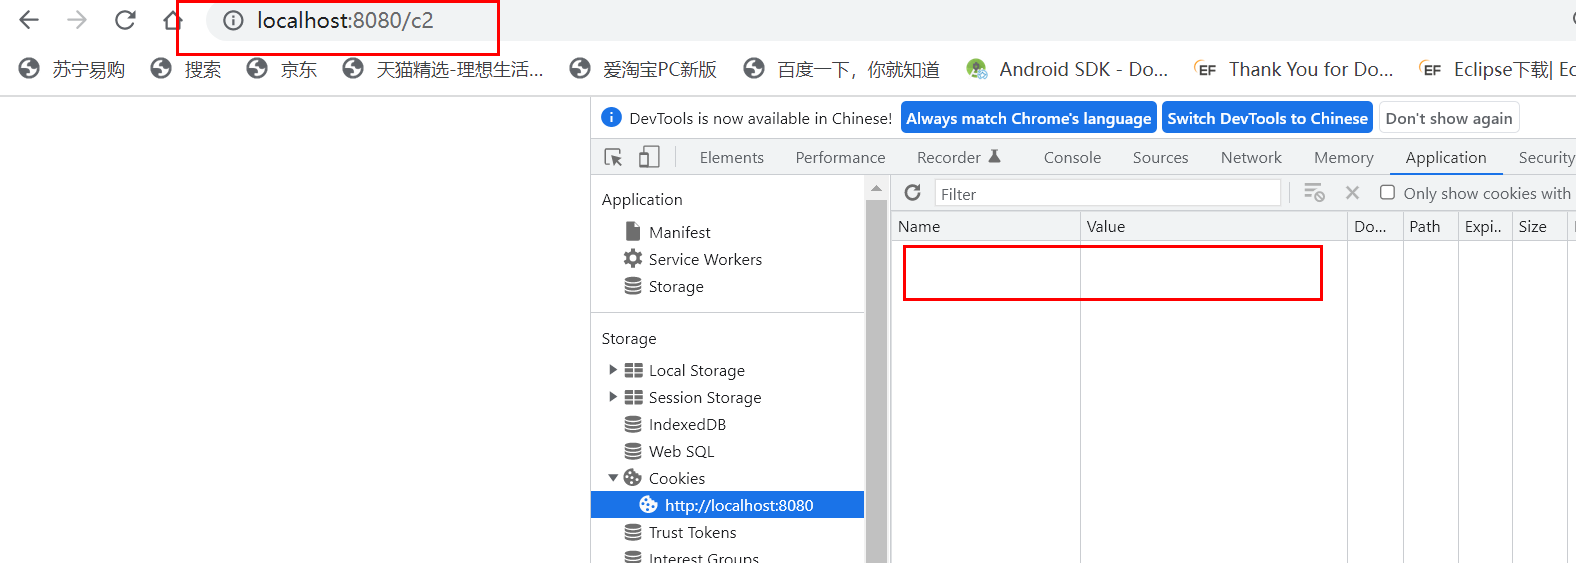 localhost:8080/c2
苏宁易购 搜索 京东 天猫精选-理想生活... 爱淘宝PC新版 百度一下，你就知道 Android SDK - Do... EF Thank You for Do... EF Eclipse下载| Ec
DevTools is now available in Chinese! Always match Chrome's language Switch DevTools to Chinese Don't show again
Elements Performance Recorder Console Sources Network Memory Application Security
Application
Filter Only show cookies with
Name Value Do... Path Expi.. Size
Manifest
Service Workers
Storage
Storage
Local Storage
Session Storage
IndexedDB
Web SQL
Cookies
http://localhost:8080
Trust Tokens
Interest Groups